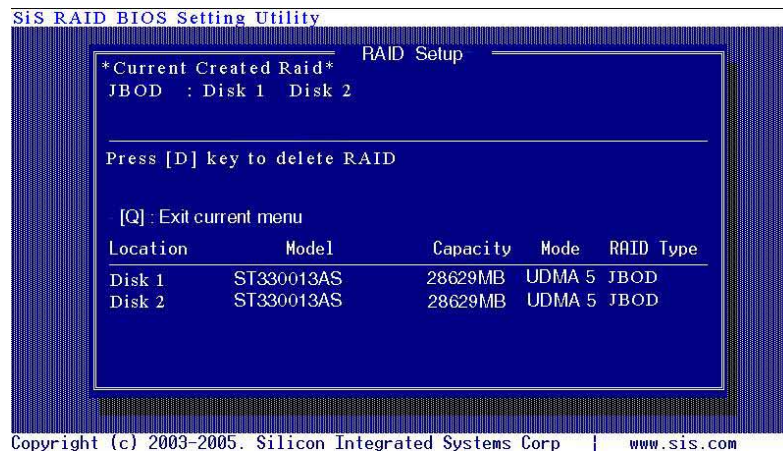 SiS RAID BIOS Setting Utility
RAID Setup
*Current Created Raid*
JBOD : Disk 1 Disk 2
Press [D] key to delete RAID
[Q] : Exit current menu
Location Model Capacity Mode RAID Type
Disk 1 ST330013AS 28629MB UDMA 5 JBOD
Disk 2 ST330013AS 28629MB UDMA 5 JBOD
Copyright (c) 2003-2005. Silicon Integrated Systems Corp | www.sis.com